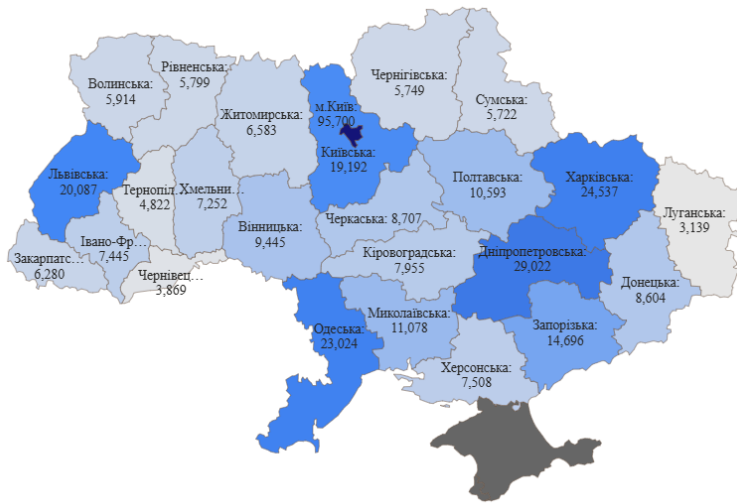 Волинська:
5,914
Рівненська:
5,799
Житомирська:
6,583
м.Київ:
95,700
Київська:
19,192
Чернігівська:
5,749
Сумська:
5,722
Львівська:
20,087
Тернопіл...
4,822
Хмельни...
7,252
Вінницька:
9,445
Черкаська: 8,707
Полтавська:
10,593
Харківська:
24,537
Луганська:
3,139
Закарпатс...
6,280
Івано-Фр...
7,445
Чернівец...
3,869
Кіровоградська:
7,955
Дніпропетровська:
29,022
Донецька:
8,604
Одеська:
23,024
Миколаївська:
11,078
Запорізька:
14,696
Херсонська:
7,508